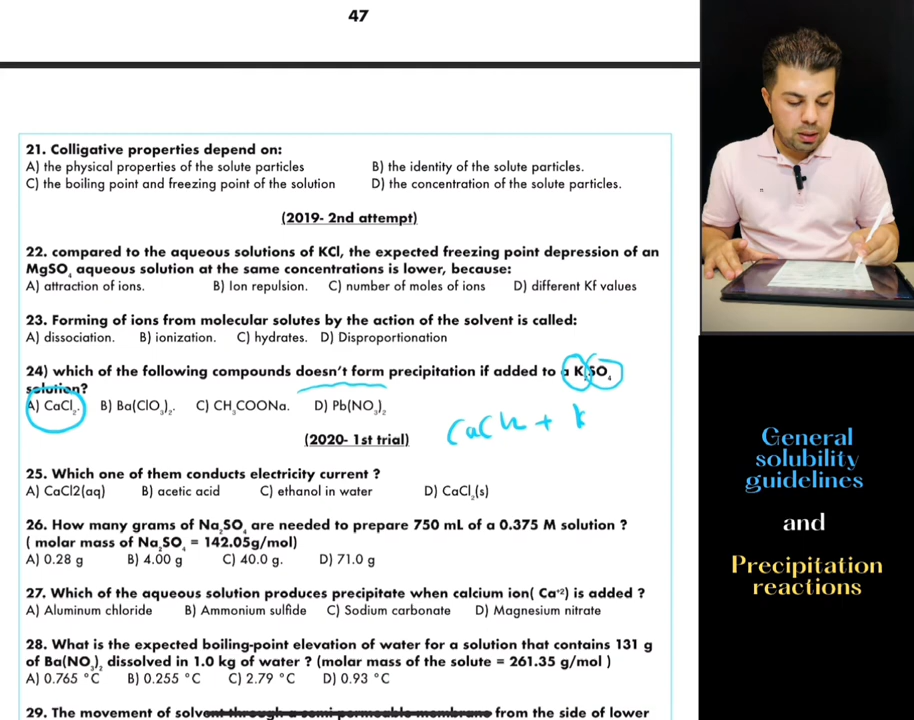 47
21. Colligative properties depend on:
A) the physical properties of the solute particles B) the identity of the solute particles.
C) the boiling point and freezing point of the solution D) the concentration of the solute particles.
(2019- 2nd attempt)
22. compared to the aqueous solutions of KCl, the expected freezing point depression of an
MgSO₄ aqueous solution at the same concentrations is lower, because:
A) attraction of ions. B) Ion repulsion. C) number of moles of ions D) different Kf values
23. Forming of ions from molecular solutes by the action of the solvent is called:
A) dissociation. B) ionization. C) hydrates. D) Disproportionation
24) which of the following compounds doesn't form precipitation if added to a K₂SO₄
solution?
A) CaCl₂. B) Ba(ClO₃)₂. C) CH₃COONa. D) Pb(NO₃)₂
CaCl2 + K
(2020- 1st trial)
25. Which one of them conducts electricity current ?
A) CaCl2(aq) B) acetic acid C) ethanol in water D) CaCl₂(s)
26. How many grams of Na₂SO₄ are needed to prepare 750 mL of a 0.375 M solution ?
( molar mass of Na₂SO₄ = 142.05g/mol)
A) 0.28 g B) 4.00 g C) 40.0 g. D) 71.0 g
27. Which of the aqueous solution produces precipitate when calcium ion( Ca⁺²) is added ?
A) Aluminum chloride B) Ammonium sulfide C) Sodium carbonate D) Magnesium nitrate
28. What is the expected boiling-point elevation of water for a solution that contains 131 g
of Ba(NO₃)₂ dissolved in 1.0 kg of water ? (molar mass of the solute = 261.35 g/mol )
A) 0.765 °C B) 0.255 °C C) 2.79 °C D) 0.93 °C
29. The movement of solvent through a semi permeable membrane from the side of lower
General
solubility
guidelines
and
Precipitation
reactions